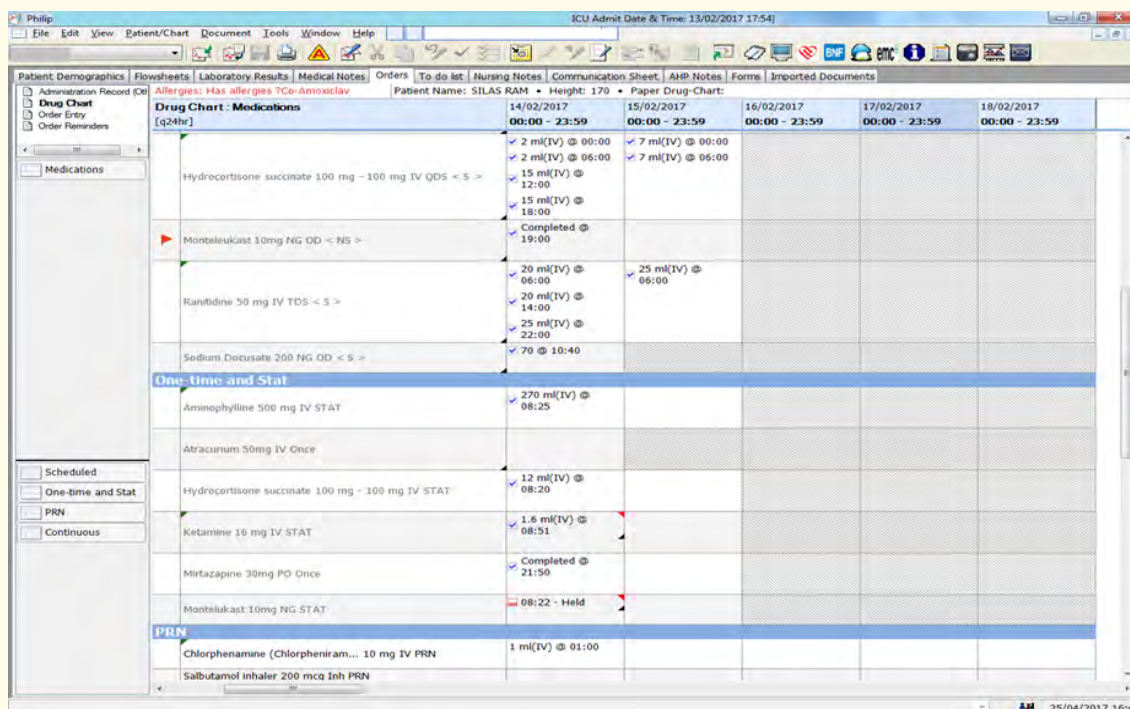 Philip ICU Admit Date & Time: 13/02/2017 17:54]
File Edit View Patient/Chart Document Tools Window Help
BNF emc
Patient Demographics Flowsheets Laboratory Results Medical Notes Orders To do list Nursing Notes Communication Sheet AHP Notes Forms Imported Documents
Administration Record (Otl
Drug Chart
Order Entry
Order Reminders
Medications
Scheduled
One-time and Stat
PRN
Continuous
Allergies: Has allergies ?Co-Amoxiclav Patient Name: SILAS RAM • Height: 170 • Paper Drug-Chart:
Drug Chart : Medications 14/02/2017 15/02/2017 16/02/2017 17/02/2017 18/02/2017
[q24hr] 00:00 - 23:59 00:00 - 23:59 00:00 - 23:59 00:00 - 23:59 00:00 - 23:59
2 ml(IV) @ 00:00 7 ml(IV) @ 00:00
2 ml(IV) @ 06:00 7 ml(IV) @ 06:00
Hydrocortisone succinate 100 mg - 100 mg IV QDS < S > 15 ml(IV) @
12:00
15 ml(IV) @
18:00
Completed @
Monteleukast 10mg NG OD < NS > 19:00
20 ml(IV) @ 25 ml(IV) @
06:00 06:00
Ranitidine 50 mg IV TDS < S > 20 ml(IV) @
14:00
25 ml(IV) @
22:00
Sodium Docusate 200 NG OD < S > 70 @ 10:40
One-time and Stat
270 ml(IV) @
Aminophylline 500 mg IV STAT 08:25
Atracurium 50mg IV Once
12 ml(IV) @
Hydrocortisone succinate 100 mg - 100 mg IV STAT 08:20
1.6 ml(IV) @
Ketamine 16 mg IV STAT 08:51
Completed @
Mirtazapine 30mg PO Once 21:50
Montelukast 10mg NG STAT 08:22 - Held
PRN
Chlorphenamine (Chlorpheniram... 10 mg IV PRN 1 ml(IV) @ 01:00
Salbutamol inhaler 200 mcg Inh PRN
25/04/2017